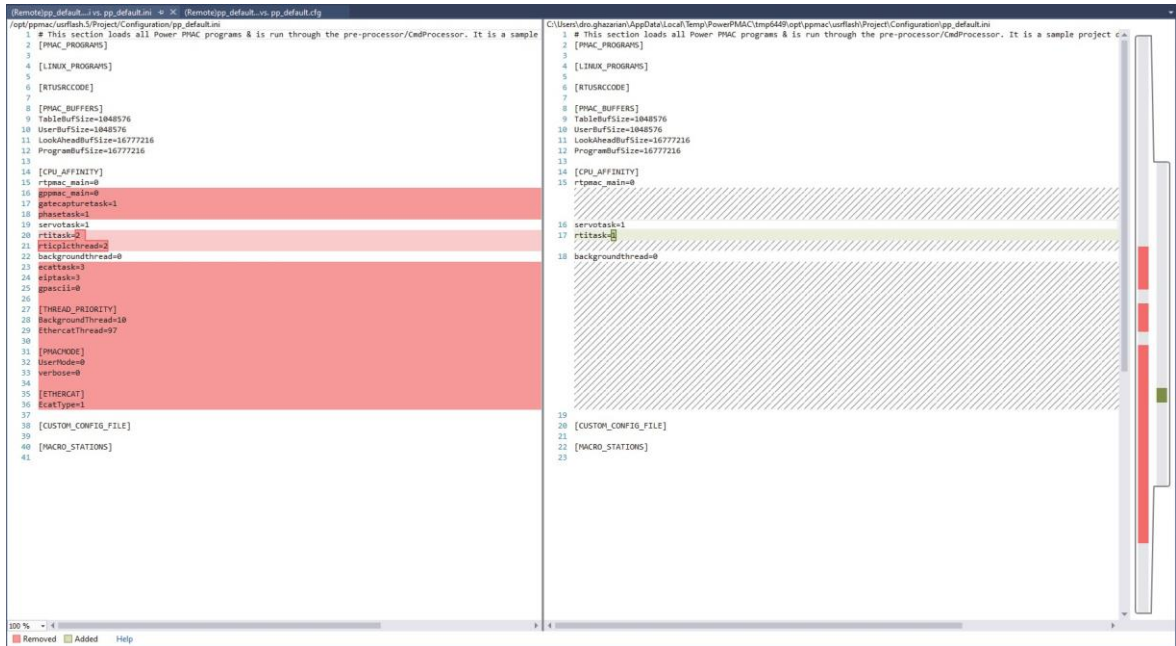 (Remote)pp_default....i vs. pp_default.ini (Remote)pp_default...vs. pp_default.cfg
/opt/ppmac/usrflash.5/Project/Configuration/pp_default.ini
1 # This section loads all Power PMAC programs & is run through the pre-processor/CmdProcessor. It is a sample
2 [PMAC_PROGRAMS]
3
4 [LINUX_PROGRAMS]
5
6 [RTUSRCCODE]
7
8 [PMAC_BUFFERS]
9 TableBufSize=1048576
10 UserBufSize=1048576
11 LookAheadBufSize=16777216
12 ProgramBufSize=16777216
13
14 [CPU_AFFINITY]
15 rtpmac_main=0
16 gppmac_main=0
17 gatecapturetask=1
18 phasetask=1
19 servotask=1
20 rtitask=2
21 rticplcthread=2
22 backgroundthread=0
23 ecattask=3
24 eiptask=3
25 gpascii=0
26
27 [THREAD_PRIORITY]
28 BackgroundThread=10
29 EthercatThread=97
30
31 [PMACMODE]
32 UserMode=0
33 verbose=0
34
35 [ETHERCAT]
36 EcatType=1
37
38 [CUSTOM_CONFIG_FILE]
39
40 [MACRO_STATIONS]
41
C:\Users\dro.ghazarian\AppData\Local\Temp\PowerPMAC\tmp6449\opt\ppmac\usrflash\Project\Configuration\pp_default.ini
1 # This section loads all Power PMAC programs & is run through the pre-processor/CmdProcessor. It is a sample project
2 [PMAC_PROGRAMS]
3
4 [LINUX_PROGRAMS]
5
6 [RTUSRCCODE]
7
8 [PMAC_BUFFERS]
9 TableBufSize=1048576
10 UserBufSize=1048576
11 LookAheadBufSize=16777216
12 ProgramBufSize=16777216
13
14 [CPU_AFFINITY]
15 rtpmac_main=0
16 servotask=1
17 rtitask=1
18 backgroundthread=0
19
20 [CUSTOM_CONFIG_FILE]
21
22 [MACRO_STATIONS]
23
100 %
Removed Added Help